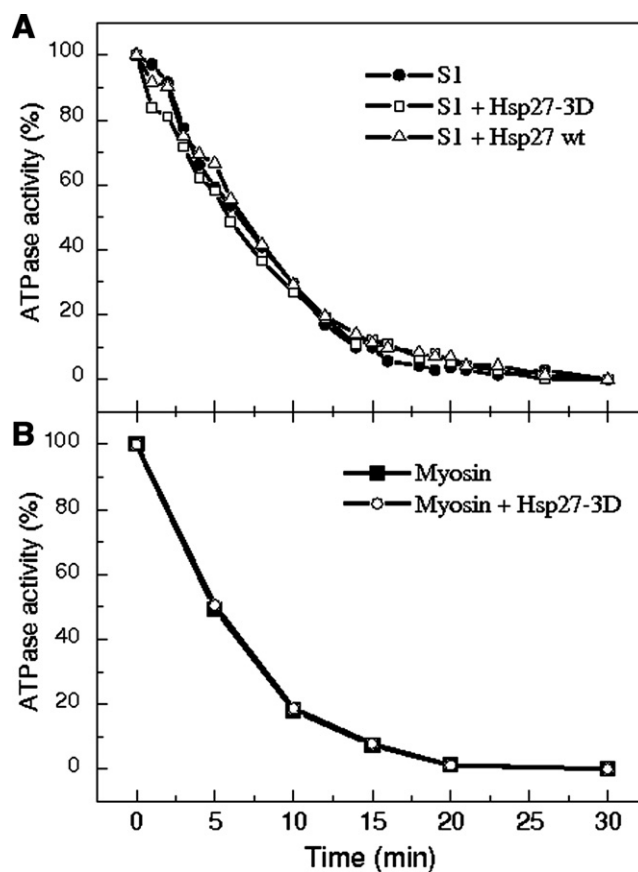 A
100
80
60
40
20
0
ATPase activity (%)
S1
S1 + Hsp27-3D
S1 + Hsp27 wt
B
100
80
60
40
20
0
ATPase activity (%)
Myosin
Myosin + Hsp27-3D
0 5 10 15 20 25 30
Time (min)